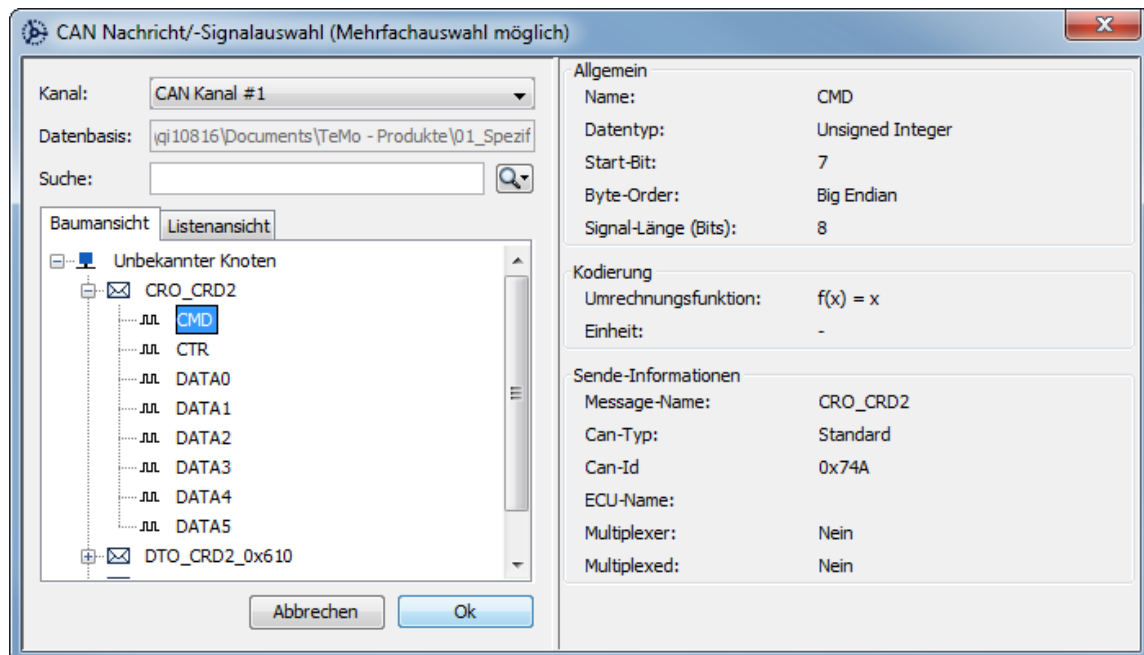 CAN Nachricht/-Signalauswahl (Mehrfachauswahl möglich)
Kanal: CAN Kanal #1
Datenbasis: \qi10816\Documents\TeMo - Produkte\01_Spezif
Suche:
Baumansicht Listenansicht
Unbekannter Knoten
CRO_CRD2
CMD
CTR
DATA0
DATA1
DATA2
DATA3
DATA4
DATA5
DTO_CRD2_0x610
Abbrechen Ok
Allgemein
Name: CMD
Datentyp: Unsigned Integer
Start-Bit: 7
Byte-Order: Big Endian
Signal-Länge (Bits): 8
Kodierung
Umrechnungsfunktion: f(x) = x
Einheit: -
Sende-Informationen
Message-Name: CRO_CRD2
Can-Typ: Standard
Can-Id 0x74A
ECU-Name:
Multiplexer: Nein
Multiplexed: Nein